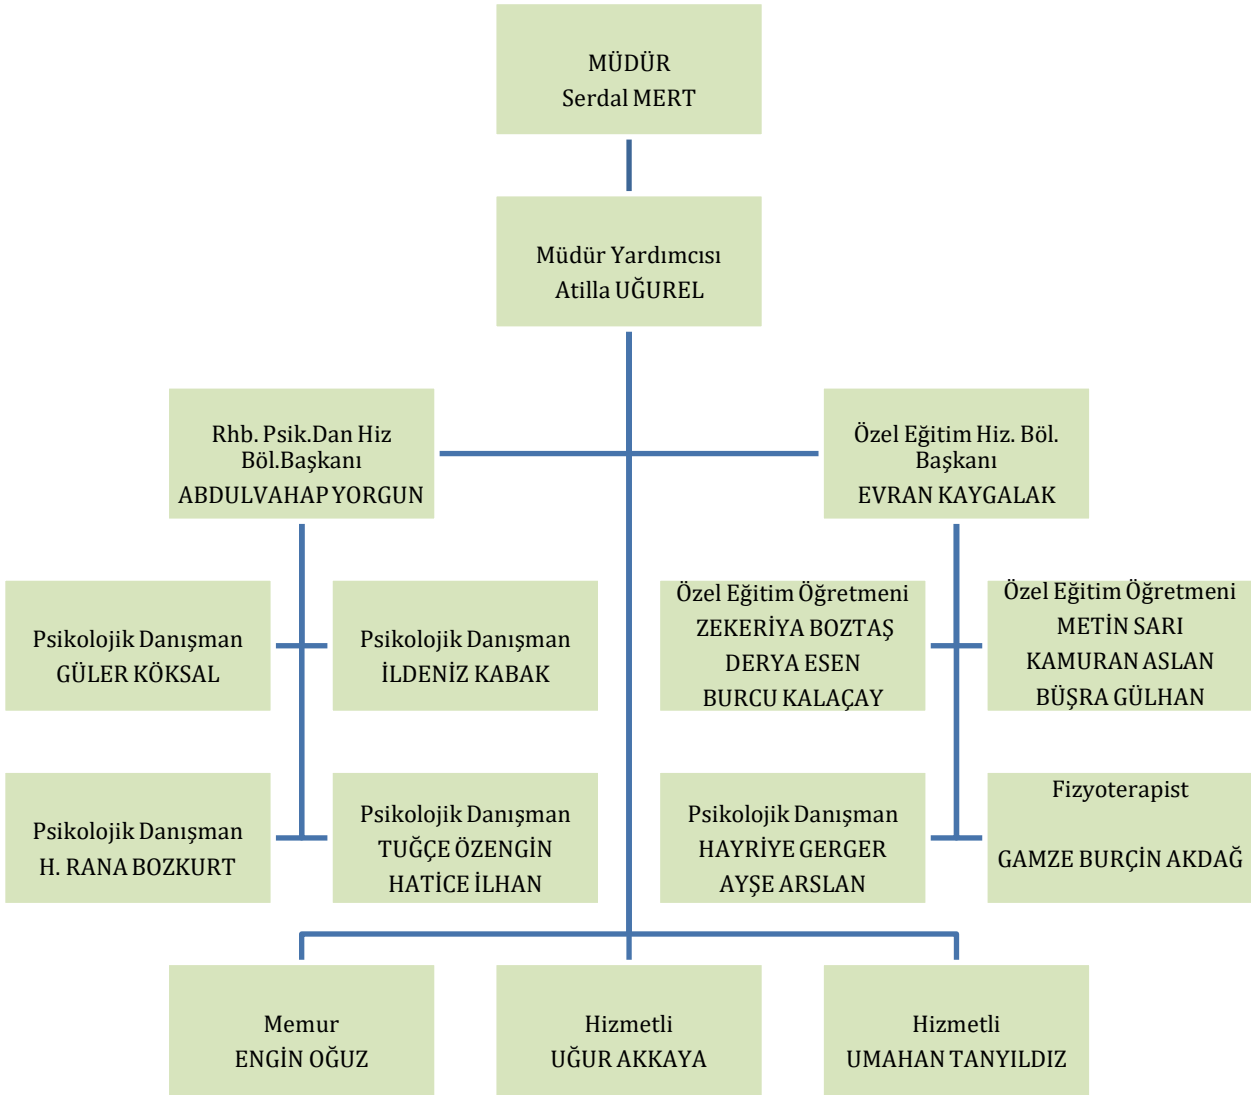 MÜDÜR
Serdal MERT
Müdür Yardımcısı
Atilla UĞUREL
Rhb. Psik.Dan Hiz
Böl.Başkanı
ABDULVAHAP YORGUN
Özel Eğitim Hiz. Böl.
Başkanı
EVRAN KAYGALAK
Psikolojik Danışman
GÜLER KÖKSAL
Psikolojik Danışman
İLDENİZ KABAK
Özel Eğitim Öğretmeni
ZEKERİYA BOZTAŞ
DERYA ESEN
BURCU KALAÇAY
Özel Eğitim Öğretmeni
METİN SARI
KAMURAN ASLAN
BÜŞRA GÜLHAN
Psikolojik Danışman
H. RANA BOZKURT
Psikolojik Danışman
TUĞÇE ÖZENGİN
HATİCE İLHAN
Psikolojik Danışman
HAYRİYE GERGER
AYŞE ARSLAN
Fizyoterapist
GAMZE BURÇİN AKDAĞ
Memur
ENGİN OĞUZ
Hizmetli
UĞUR AKKAYA
Hizmetli
UMAHAN TANYILDIZ